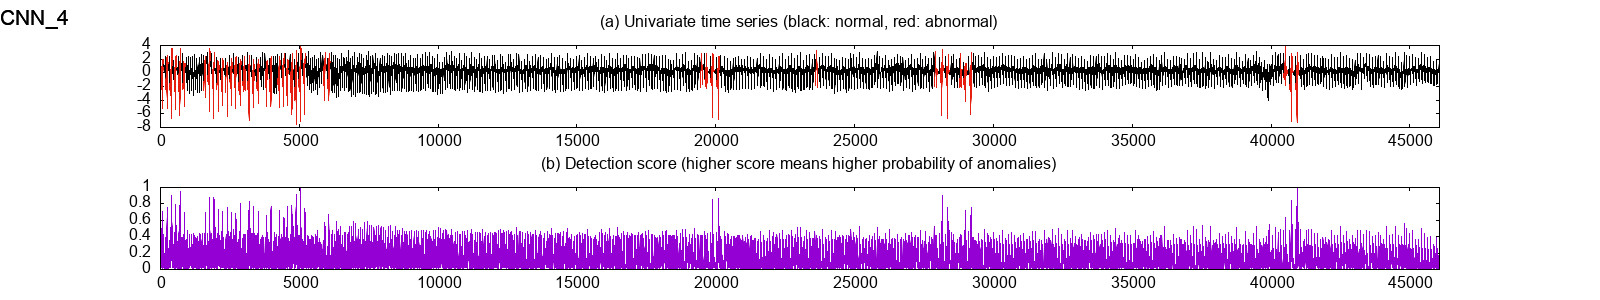 CNN_4
(a) Univariate time series (black: normal, red: abnormal)
4
2
0
-2
-4
-6
-8
0 5000 10000 15000 20000 25000 30000 35000 40000 45000
(b) Detection score (higher score means higher probability of anomalies)
1
0.8
0.6
0.4
0.2
0
0 5000 10000 15000 20000 25000 30000 35000 40000 45000